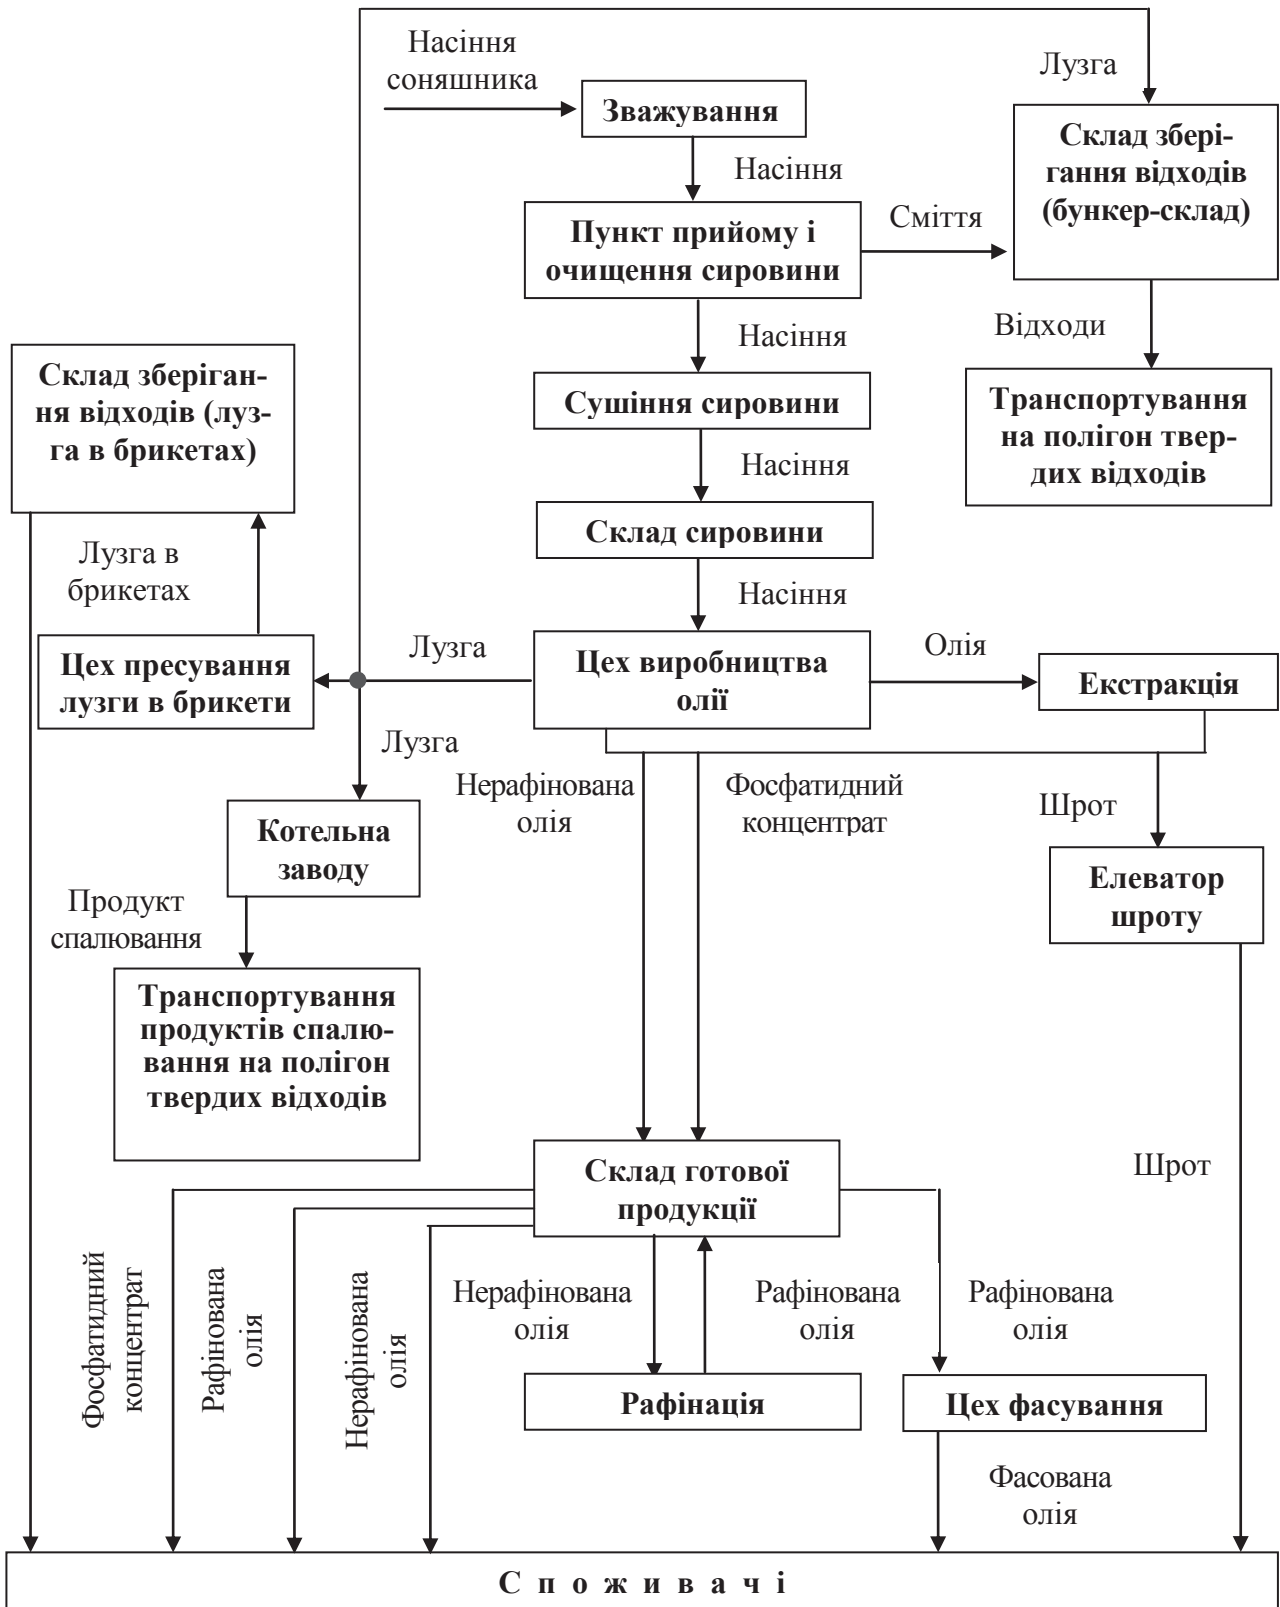 Насіння
соняшника
Лузга
Зважування
Склад збері-
гання відходів
(бункер-склад)
Насіння
Сміття
Пункт прийому і
очищення сировини
Насіння
Відходи
Склад зберіган-
ня відходів (луз-
га в брикетах)
Сушіння сировини
Транспортування
на полігон твер-
дих відходів
Насіння
Склад сировини
Лузга в
брикетах
Насіння
Цех пресування
лузги в брикети
Лузга
Цех виробництва
олії
Олія
Екстракція
Лузга
Нерафінована
олія
Фосфатидний
концентрат
Шрот
Котельна
заводу
Елеватор
шроту
Продукт
спалювання
Транспортування
продуктів спалю-
вання на полігон
твердих відходів
Склад готової
продукції
Шрот
Фосфатидний
концентрат
Рафінована
олія
Нерафінована
олія
Нерафінована
олія
Рафінована
олія
Рафінована
олія
Рафінація
Цех фасування
Фасована
олія
С п о ж и в а ч і